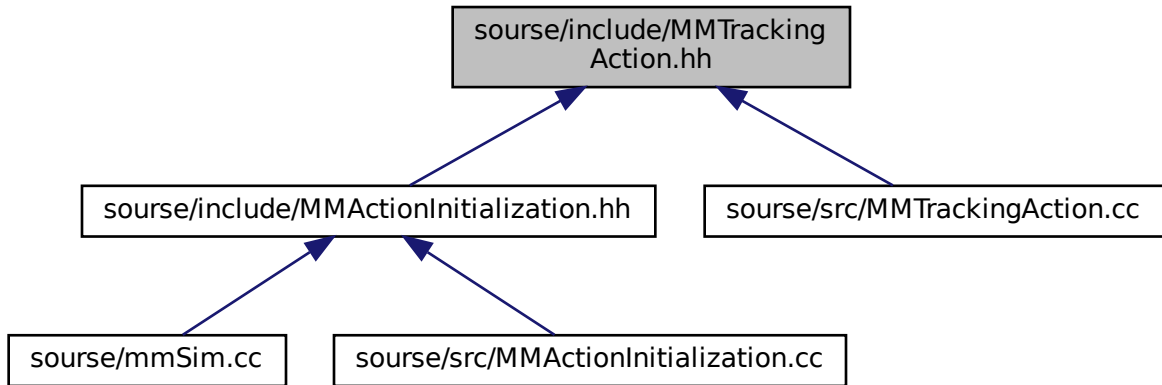 sourse/include/MMTracking
Action.hh
sourse/include/MMActionInitialization.hh
sourse/src/MMTrackingAction.cc
sourse/mmSim.cc
sourse/src/MMActionInitialization.cc